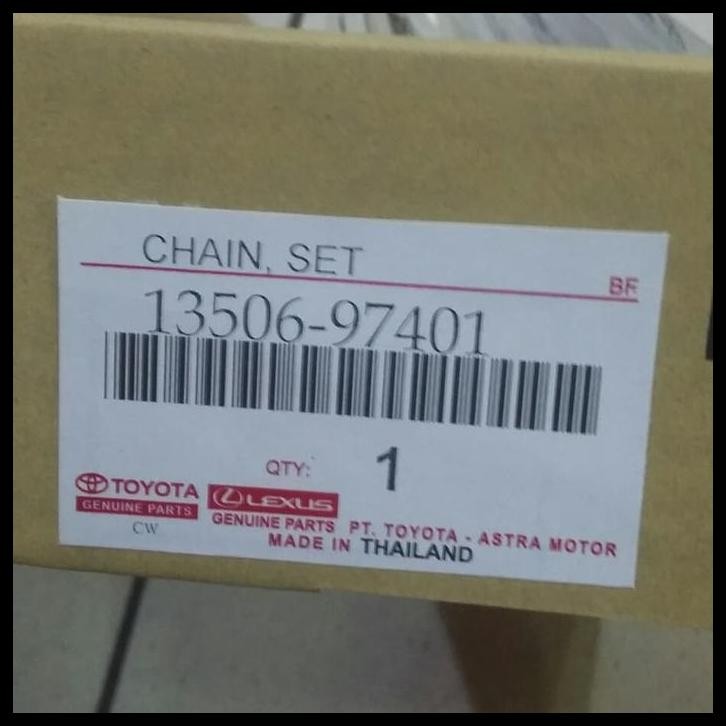 CHAIN, SET
BF
13506-97401
QTY: 1
TOYOTA
GENUINE PARTS
CW
LEXUS
GENUINE PARTS PT. TOYOTA - ASTRA MOTOR
MADE IN THAILAND